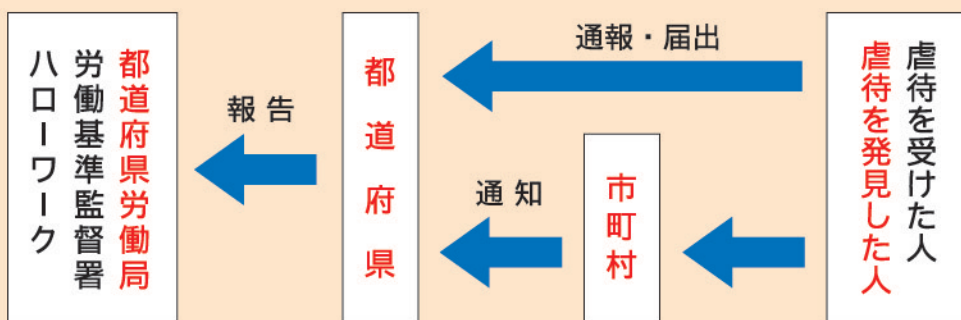 虐待を受けた人
虐待を発見した人
通報・届出
市町村
通知
都道府県
報告
都道府県労働局
労働基準監督署
ハローワーク